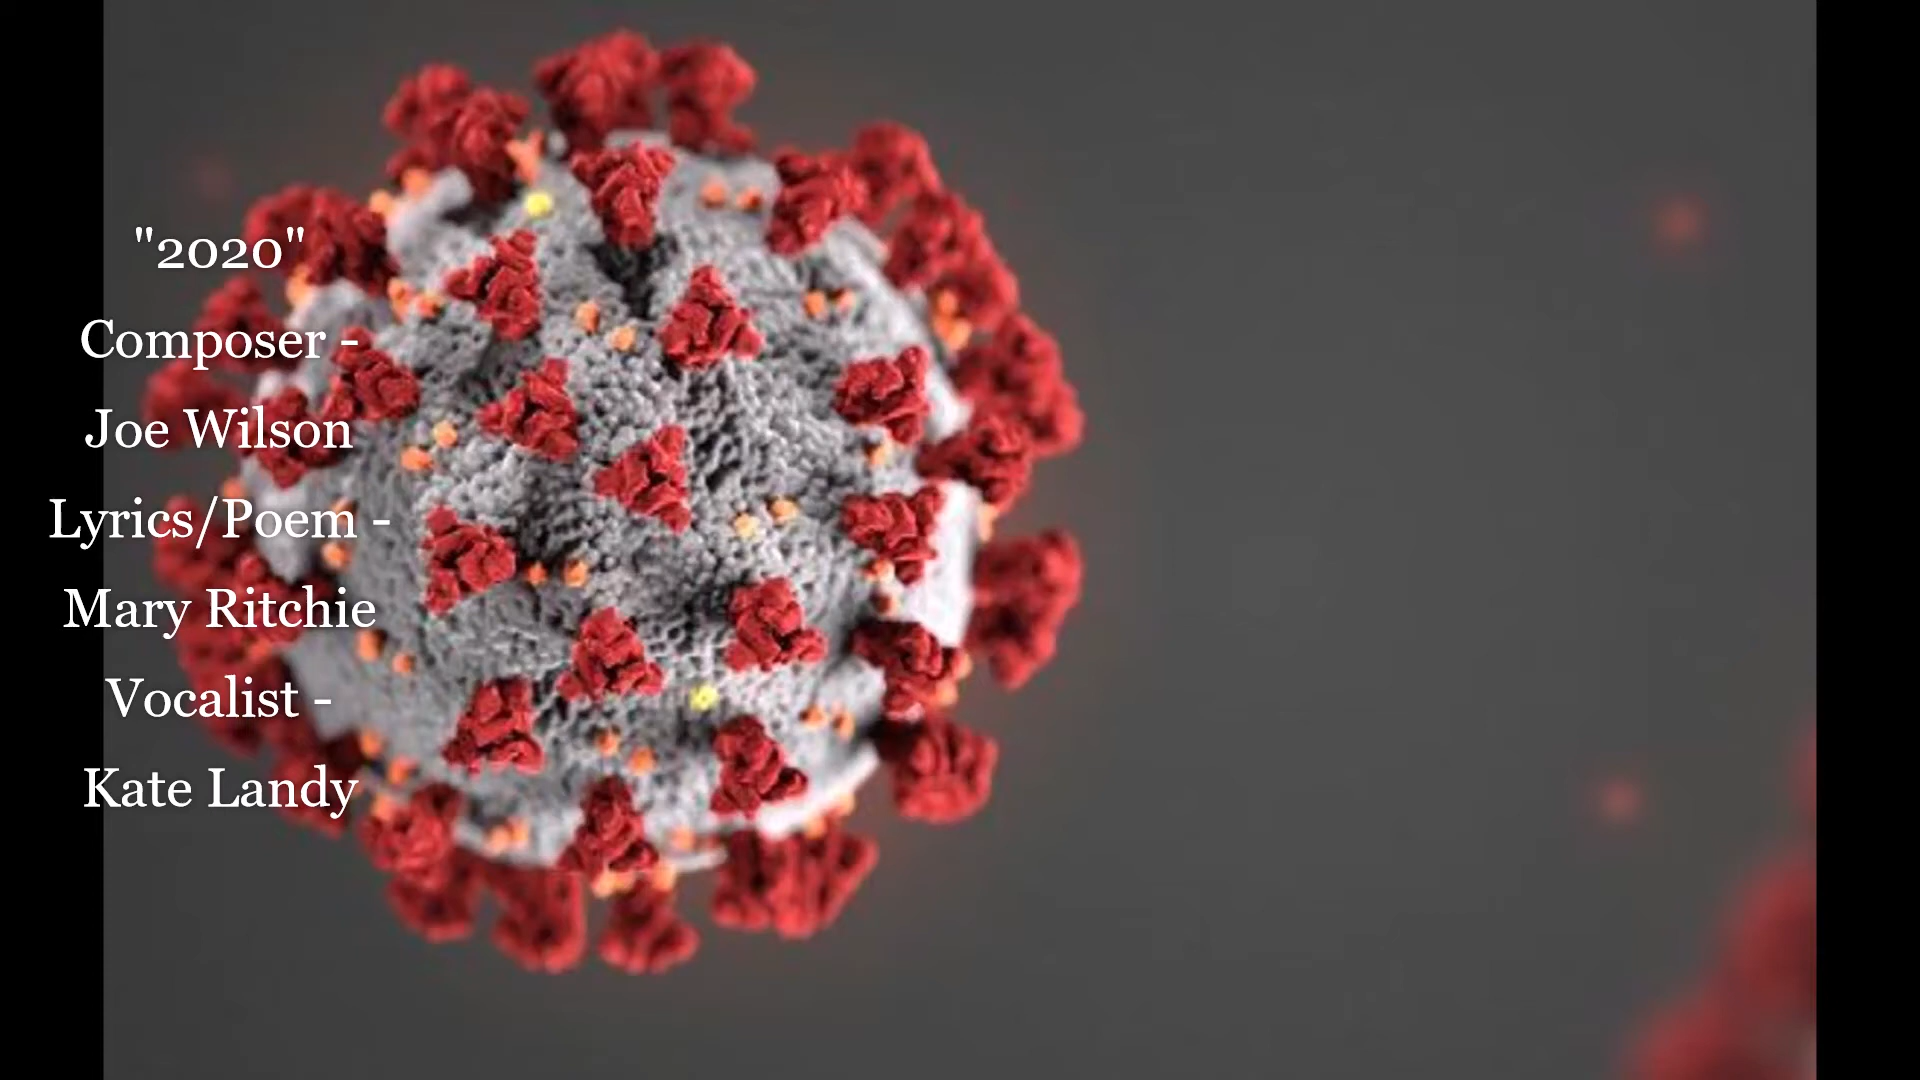 "2020"
Composer -
Joe Wilson
Lyrics/Poem -
Mary Ritchie
Vocalist -
Kate Landy